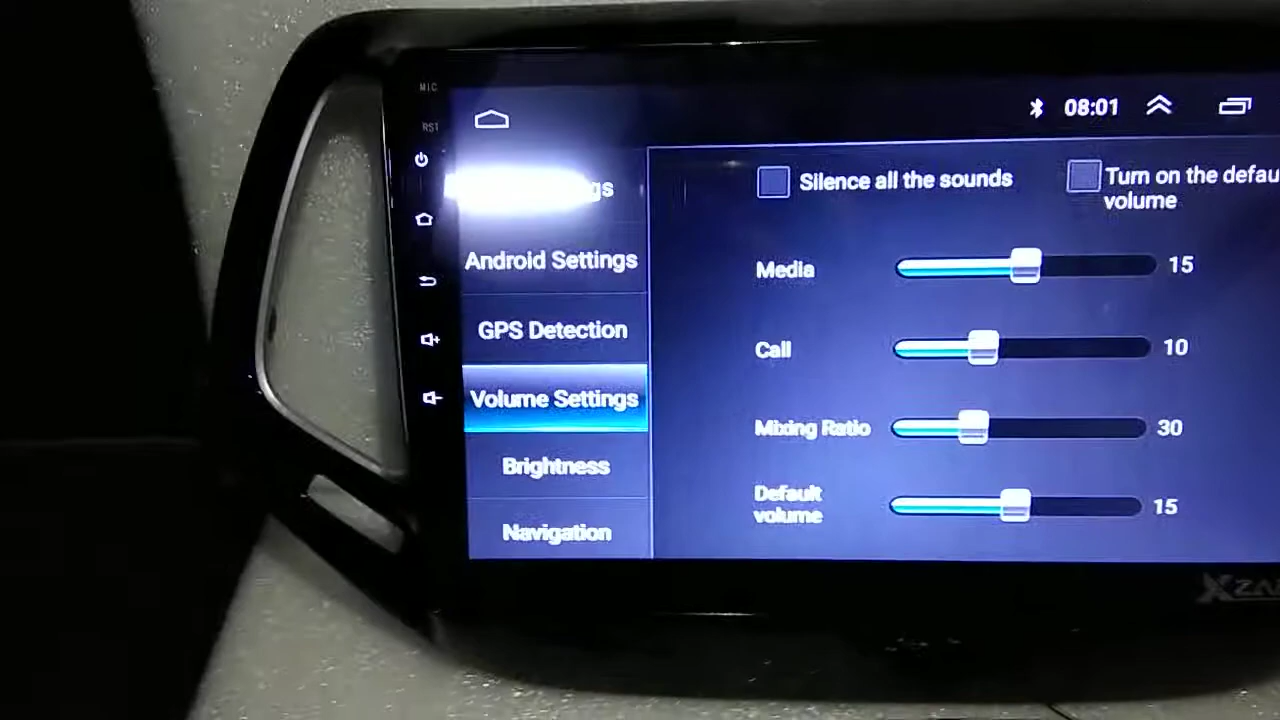 MIC
RST
08:01
Silence all the sounds
Turn on the defau
volume
Android Settings
GPS Detection
Volume Settings
Brightness
Navigation
Media 15
Call 10
Mixing Ratio 30
Default
volume 15